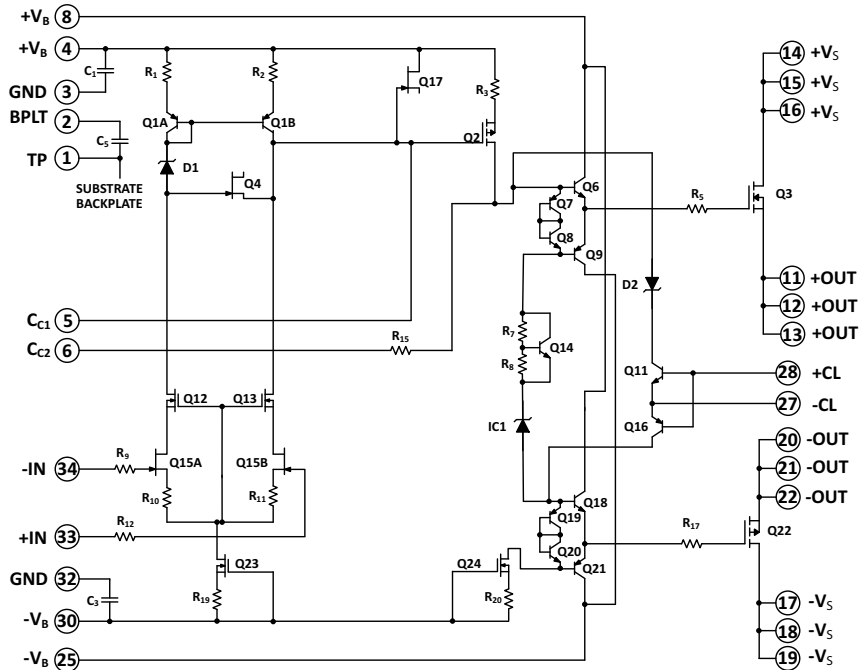 +VB 8
+VB 4
C1
R1
R2
Q17
R3
14 +VS
15 +VS
16 +VS
GND 3
BPLT 2
C5
TP 1
SUBSTRATE
BACKPLATE
Q1A
Q1B
Q2
D1
Q4
Q6
Q7
Q8
Q9
R5
Q3
11 +OUT
12 +OUT
13 +OUT
D2
CC1 5
CC2 6
R15
R7
R8
Q14
Q11
28 +CL
27 -CL
Q12
Q13
IC1
Q16
20 -OUT
21 -OUT
22 -OUT
-IN 34
R9
Q15A
Q15B
R10
R11
Q18
Q19
Q20
Q21
R17
Q22
+IN 33
R12
Q23
Q24
GND 32
C3
R19
R20
-VB 30
-VB 25
17 -VS
18 -VS
19 -VS